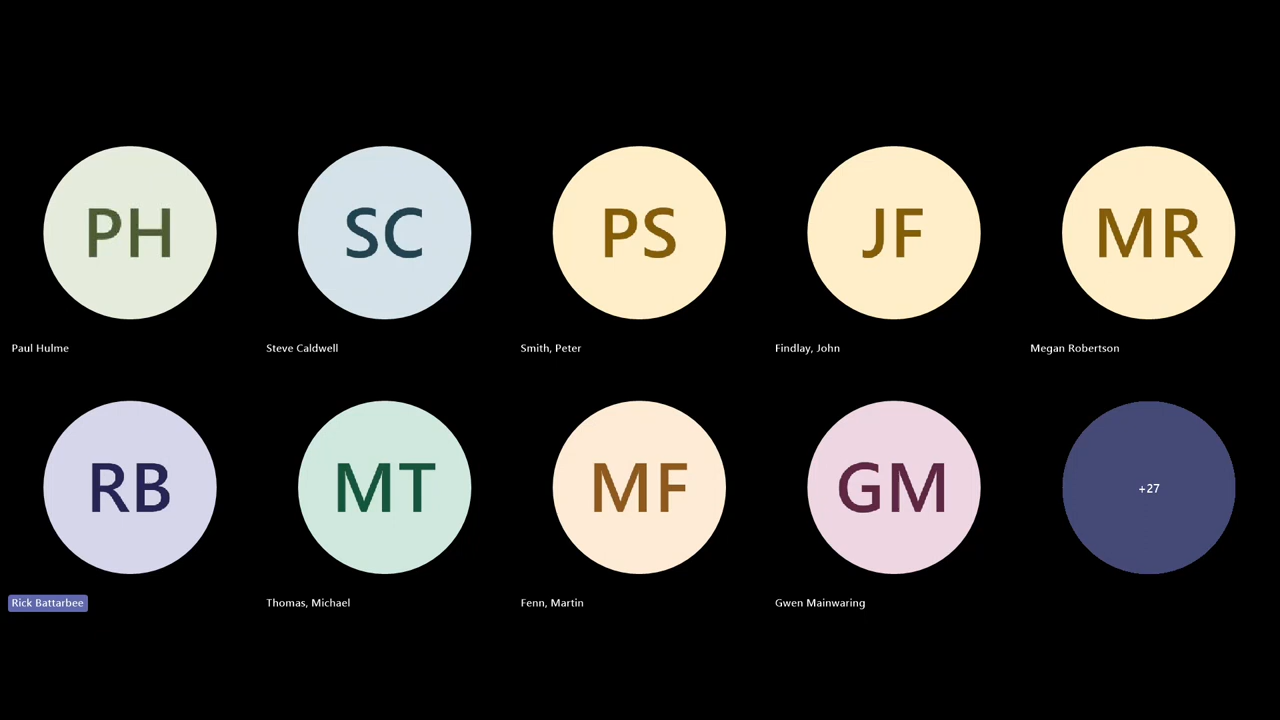 PH
SC
PS
JF
MR
Paul Hulme
Steve Caldwell
Smith, Peter
Findlay, John
Megan Robertson
RB
MT
MF
GM
+27
Rick Battarbee
Thomas, Michael
Fenn, Martin
Gwen Mainwaring